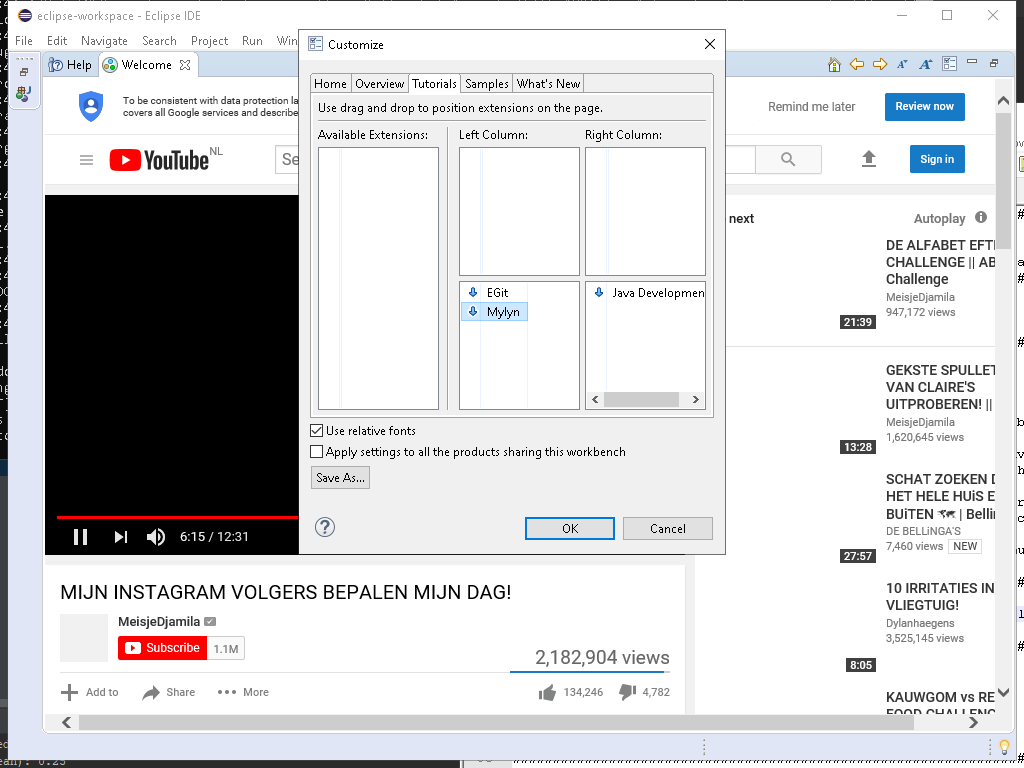 eclipse-workspace - Eclipse IDE
File Edit Navigate Search Project Run Win
Help Welcome
To be consistent with data protection la
covers all Google services and describe
Remind me later
Review now
YouTube NL
Se
Sign in
Customize
Home Overview Tutorials Samples What's New
Use drag and drop to position extensions on the page.
Available Extensions: Left Column: Right Column:
EGit
Mylyn
Java Developmen
Use relative fonts
Apply settings to all the products sharing this workbench
Save As...
OK Cancel
next
Autoplay
DE ALFABET EFT
CHALLENGE || AB
Challenge
MeisjeDjamila
947,172 views
21:39
GEKSTE SPULLET
VAN CLAIRE'S
UITPROBEREN! ||
MeisjeDjamila
1,620,645 views
13:28
SCHAT ZOEKEN D
HET HELE HUiS E
BUiTEN 🗺 | Bellin
DE BELLiNGA'S
7,460 views NEW
27:57
10 IRRITATIES IN
VLIEGTUIG!
Dylanhaegens
3,525,145 views
8:05
KAUWGOM vs RE
FOOD CHALLENG
6:15 / 12:31
MIJN INSTAGRAM VOLGERS BEPALEN MIJN DAG!
MeisjeDjamila
Subscribe 1.1M
2,182,904 views
Add to Share More
134,246 4,782